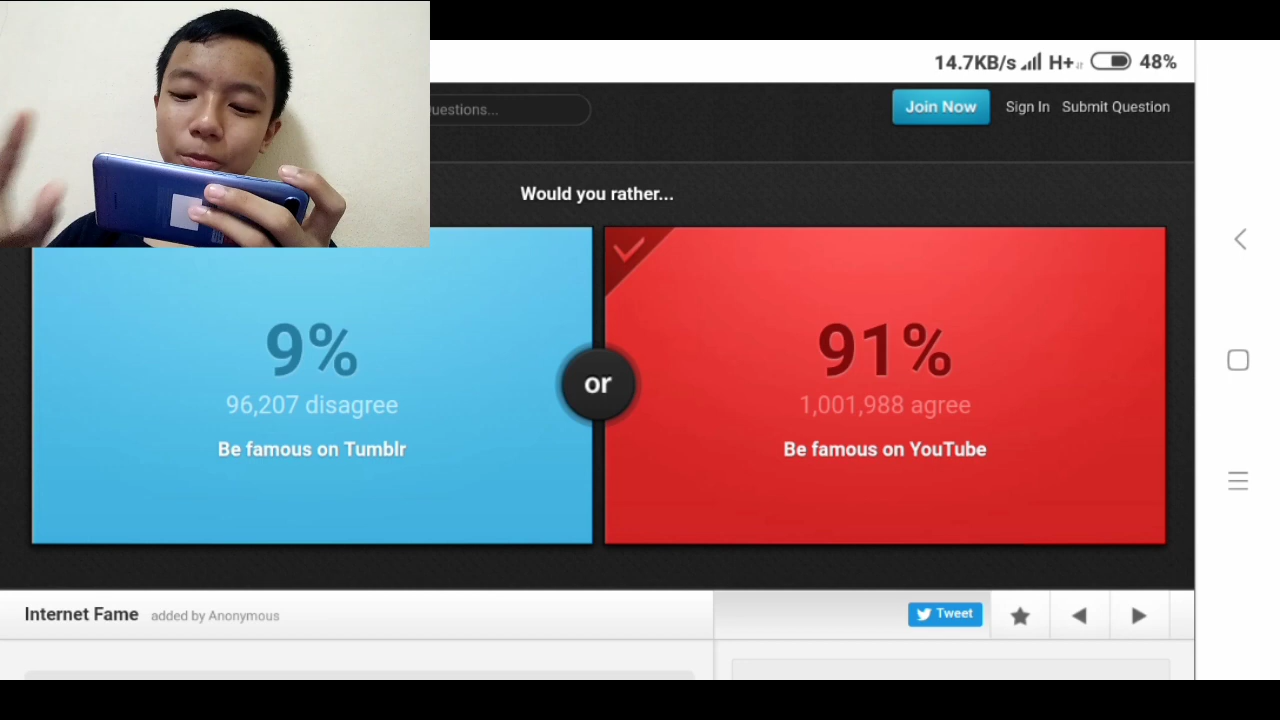 14.7KB/s H+ 48%
uestions...
Join Now Sign In Submit Question
Would you rather...
9%
96,207 disagree
Be famous on Tumblr
or
91%
1,001,988 agree
Be famous on YouTube
Internet Fame added by Anonymous
Tweet